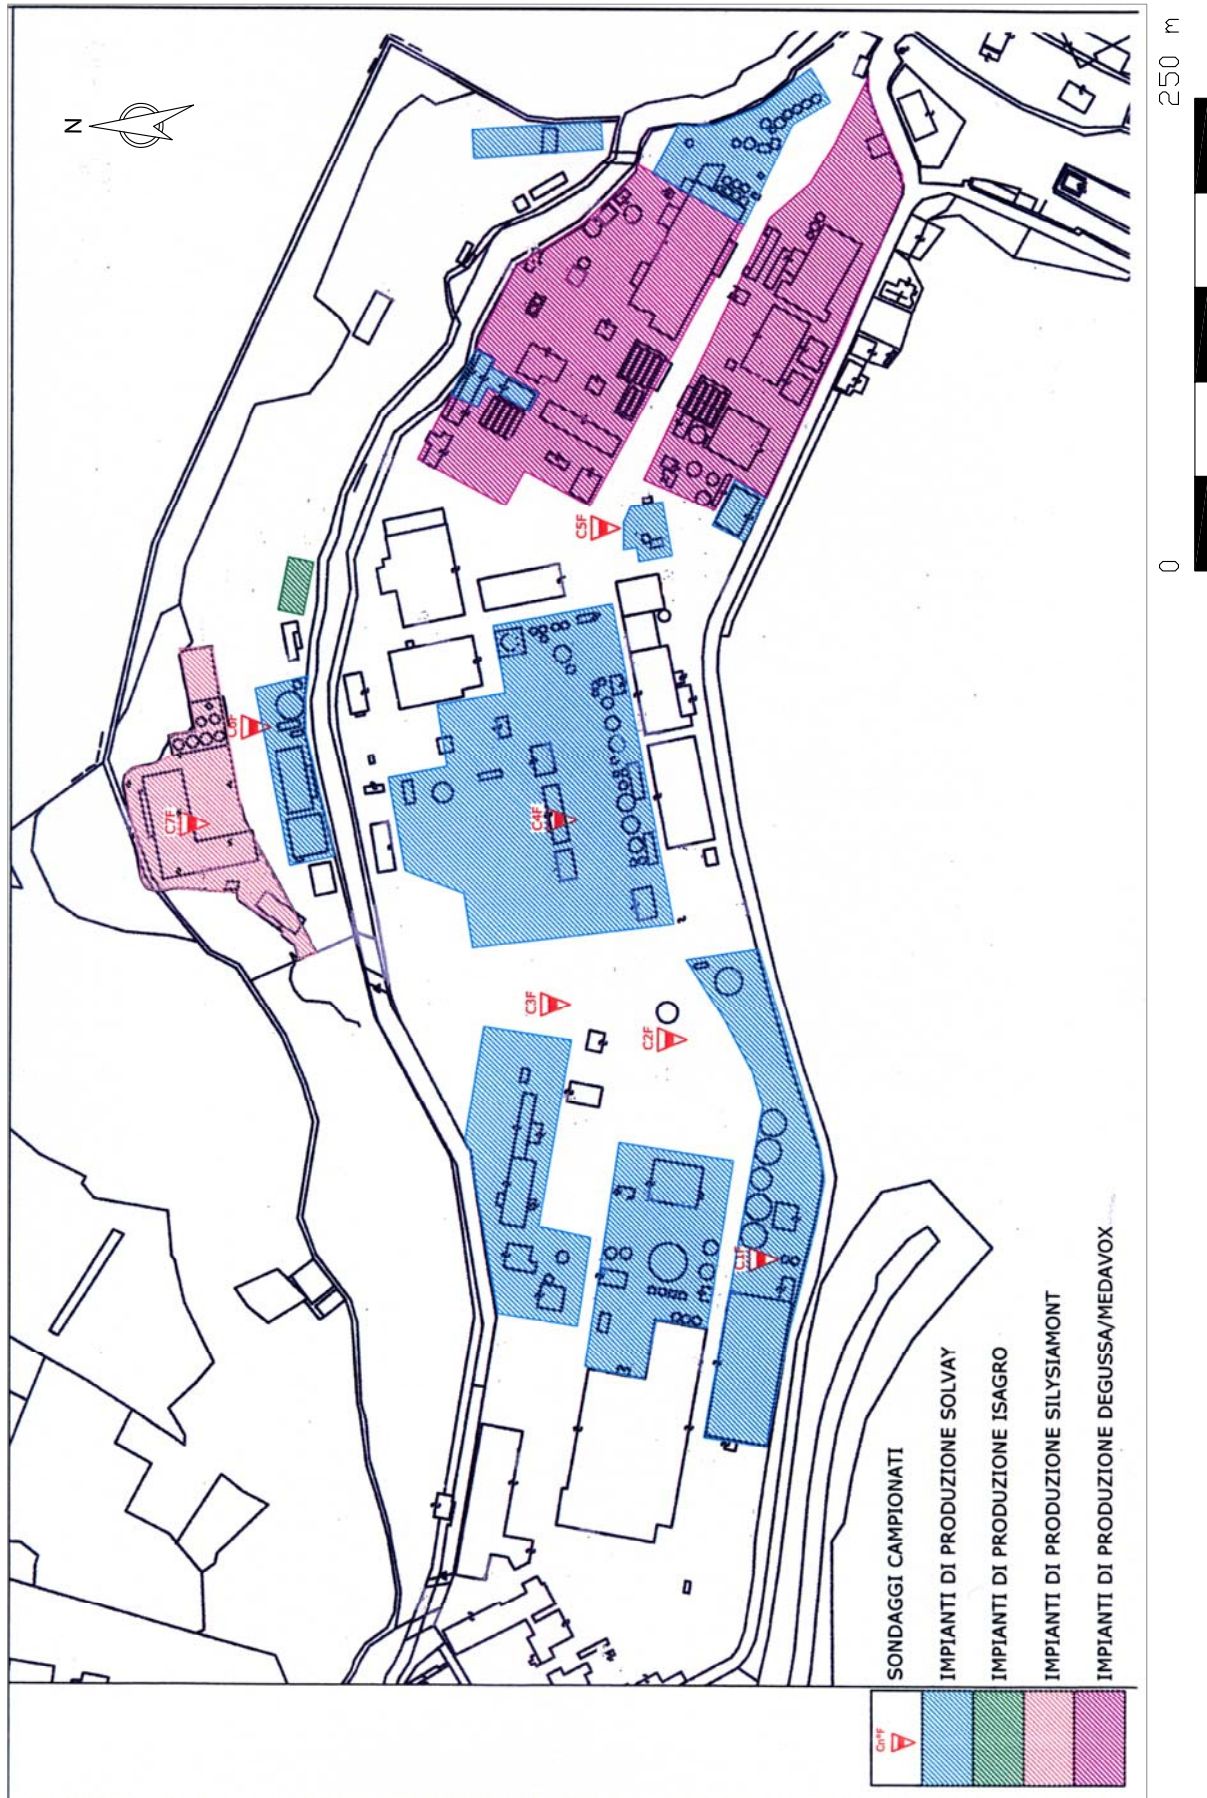 N
C7F
C6F
C5F
C4F
C3F
C2F
C1F
Cn°F
SONDAGGI CAMPIONATI
IMPIANTI DI PRODUZIONE SOLVAY
IMPIANTI DI PRODUZIONE ISAGRO
IMPIANTI DI PRODUZIONE SILYSIAMONT
IMPIANTI DI PRODUZIONE DEGUSSA/MEDAVOX
0
250 m